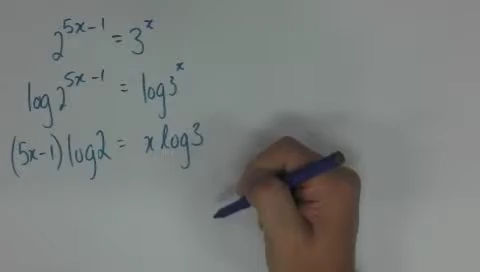 2^{5x-1} = 3^x
log 2^{5x-1} = log 3^x
(5x-1) log 2 = x log 3